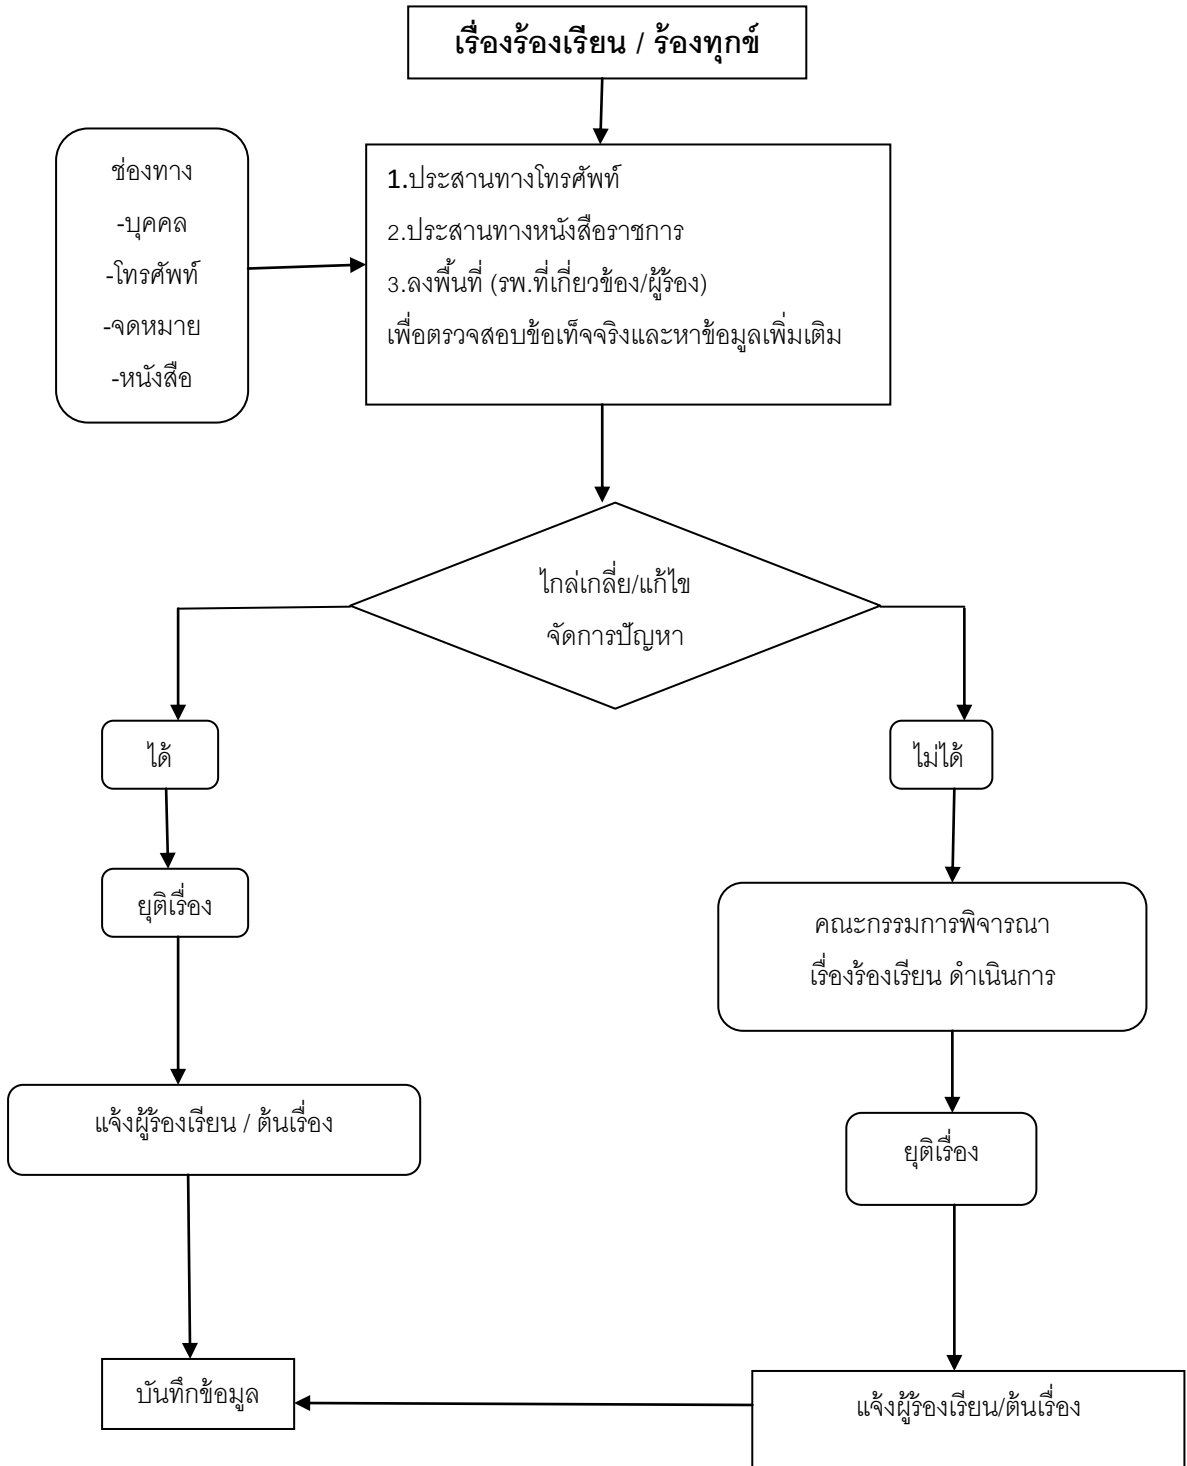 เรื่องร้องเรียน / ร้องทุกข์
ช่องทาง
-บุคคล
-โทรศัพท์
-จดหมาย
-หนังสือ
1.ประสานทางโทรศัพท์
2.ประสานทางหนังสือราชการ
3.ลงพื้นที่ (รพ.ที่เกี่ยวข้อง/ผู้ร้อง)
เพื่อตรวจสอบข้อเท็จจริงและหาข้อมูลเพิ่มเติม
ไกล่เกลี่ย/แก้ไข
จัดการปัญหา
ได้
ไม่ได้
ยุติเรื่อง
คณะกรรมการพิจารณา
เรื่องร้องเรียน ดำเนินการ
แจ้งผู้ร้องเรียน / ต้นเรื่อง
ยุติเรื่อง
บันทึกข้อมูล
แจ้งผู้ร้องเรียน/ต้นเรื่อง